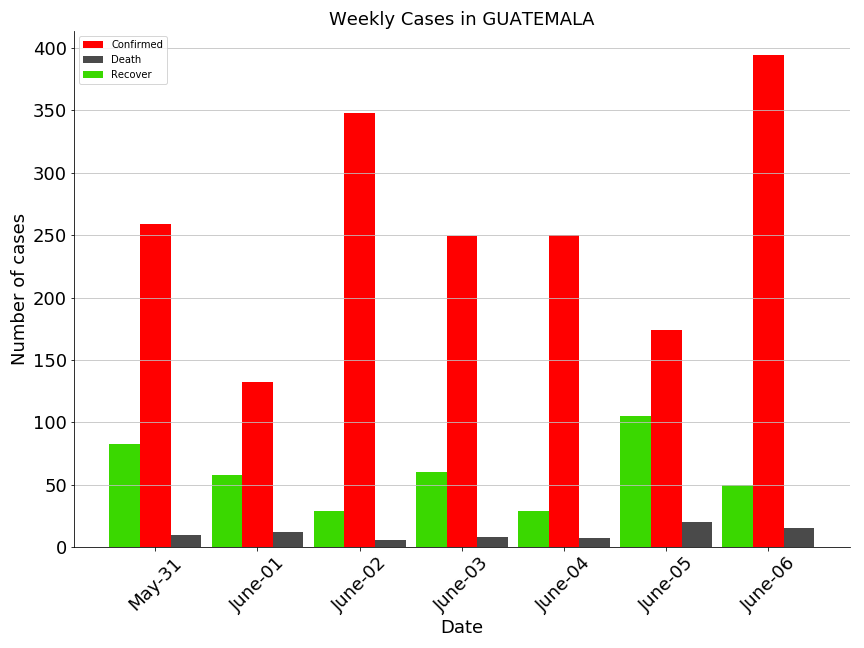 Weekly Cases in GUATEMALA
Confirmed
Death
Recover
Number of cases
400
350
300
250
200
150
100
50
0
May-31
June-01
June-02
June-03
June-04
June-05
June-06
Date